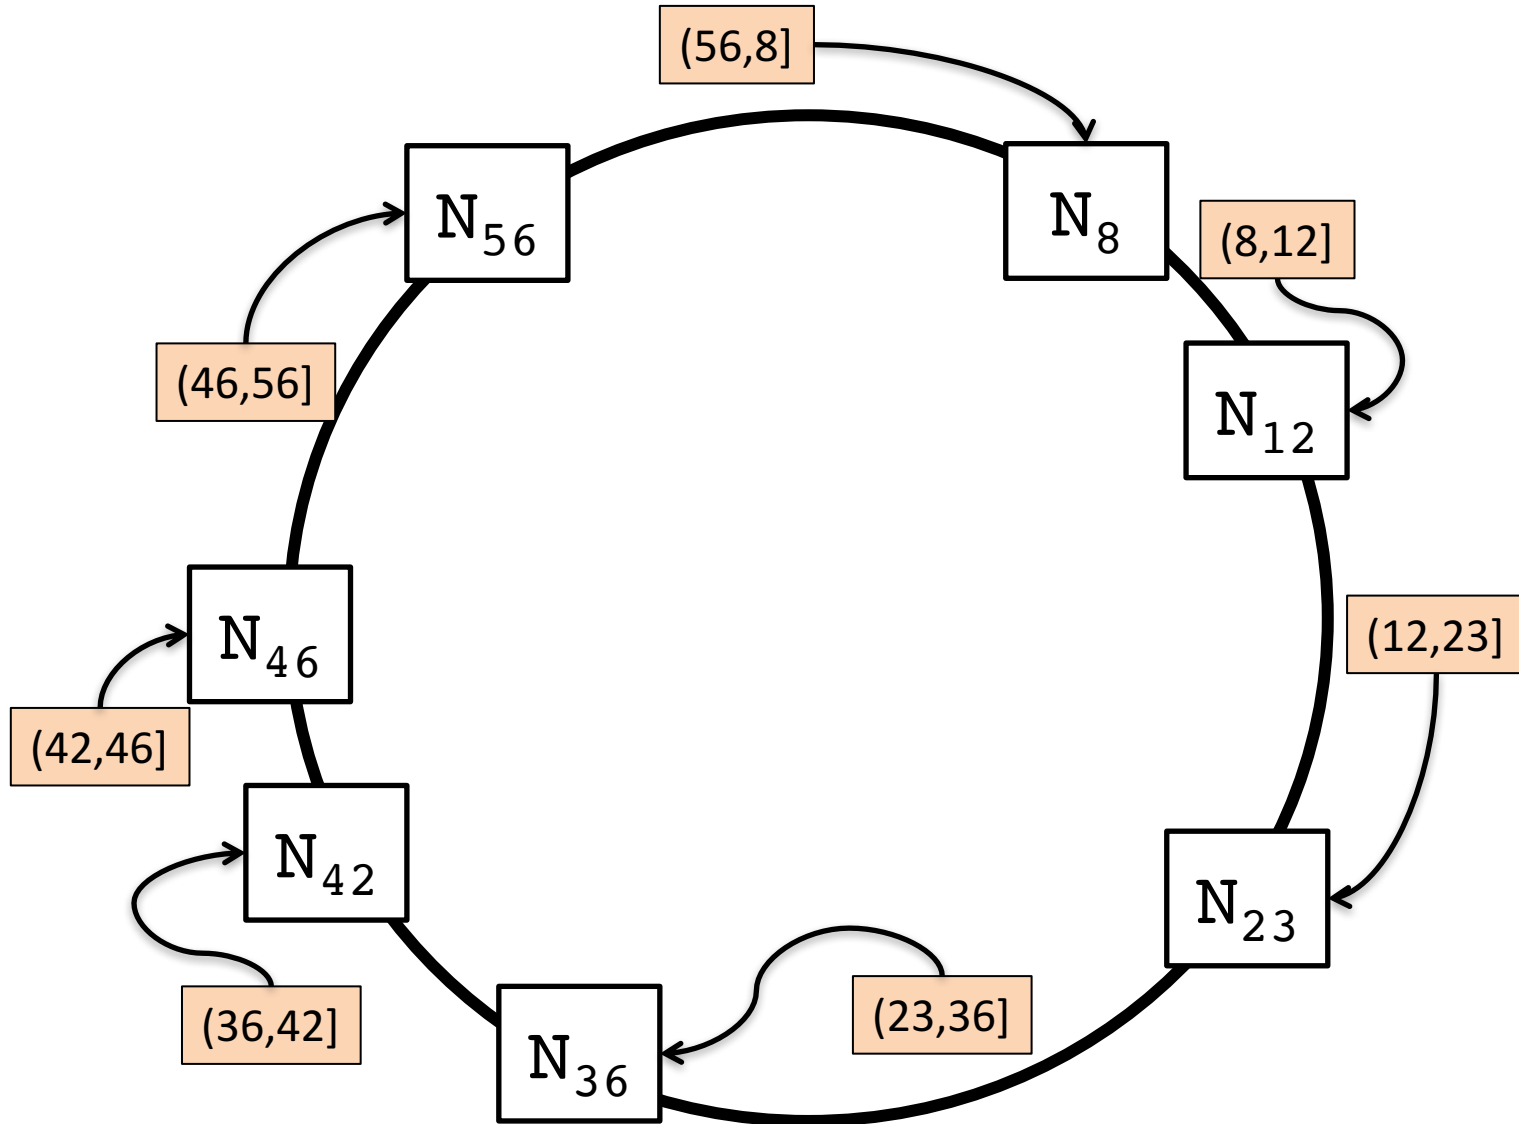 (56,8]
N56
N8
(8,12]
(46,56]
N12
N46
(12,23]
(42,46]
N42
N23
(36,42]
N36
(23,36]